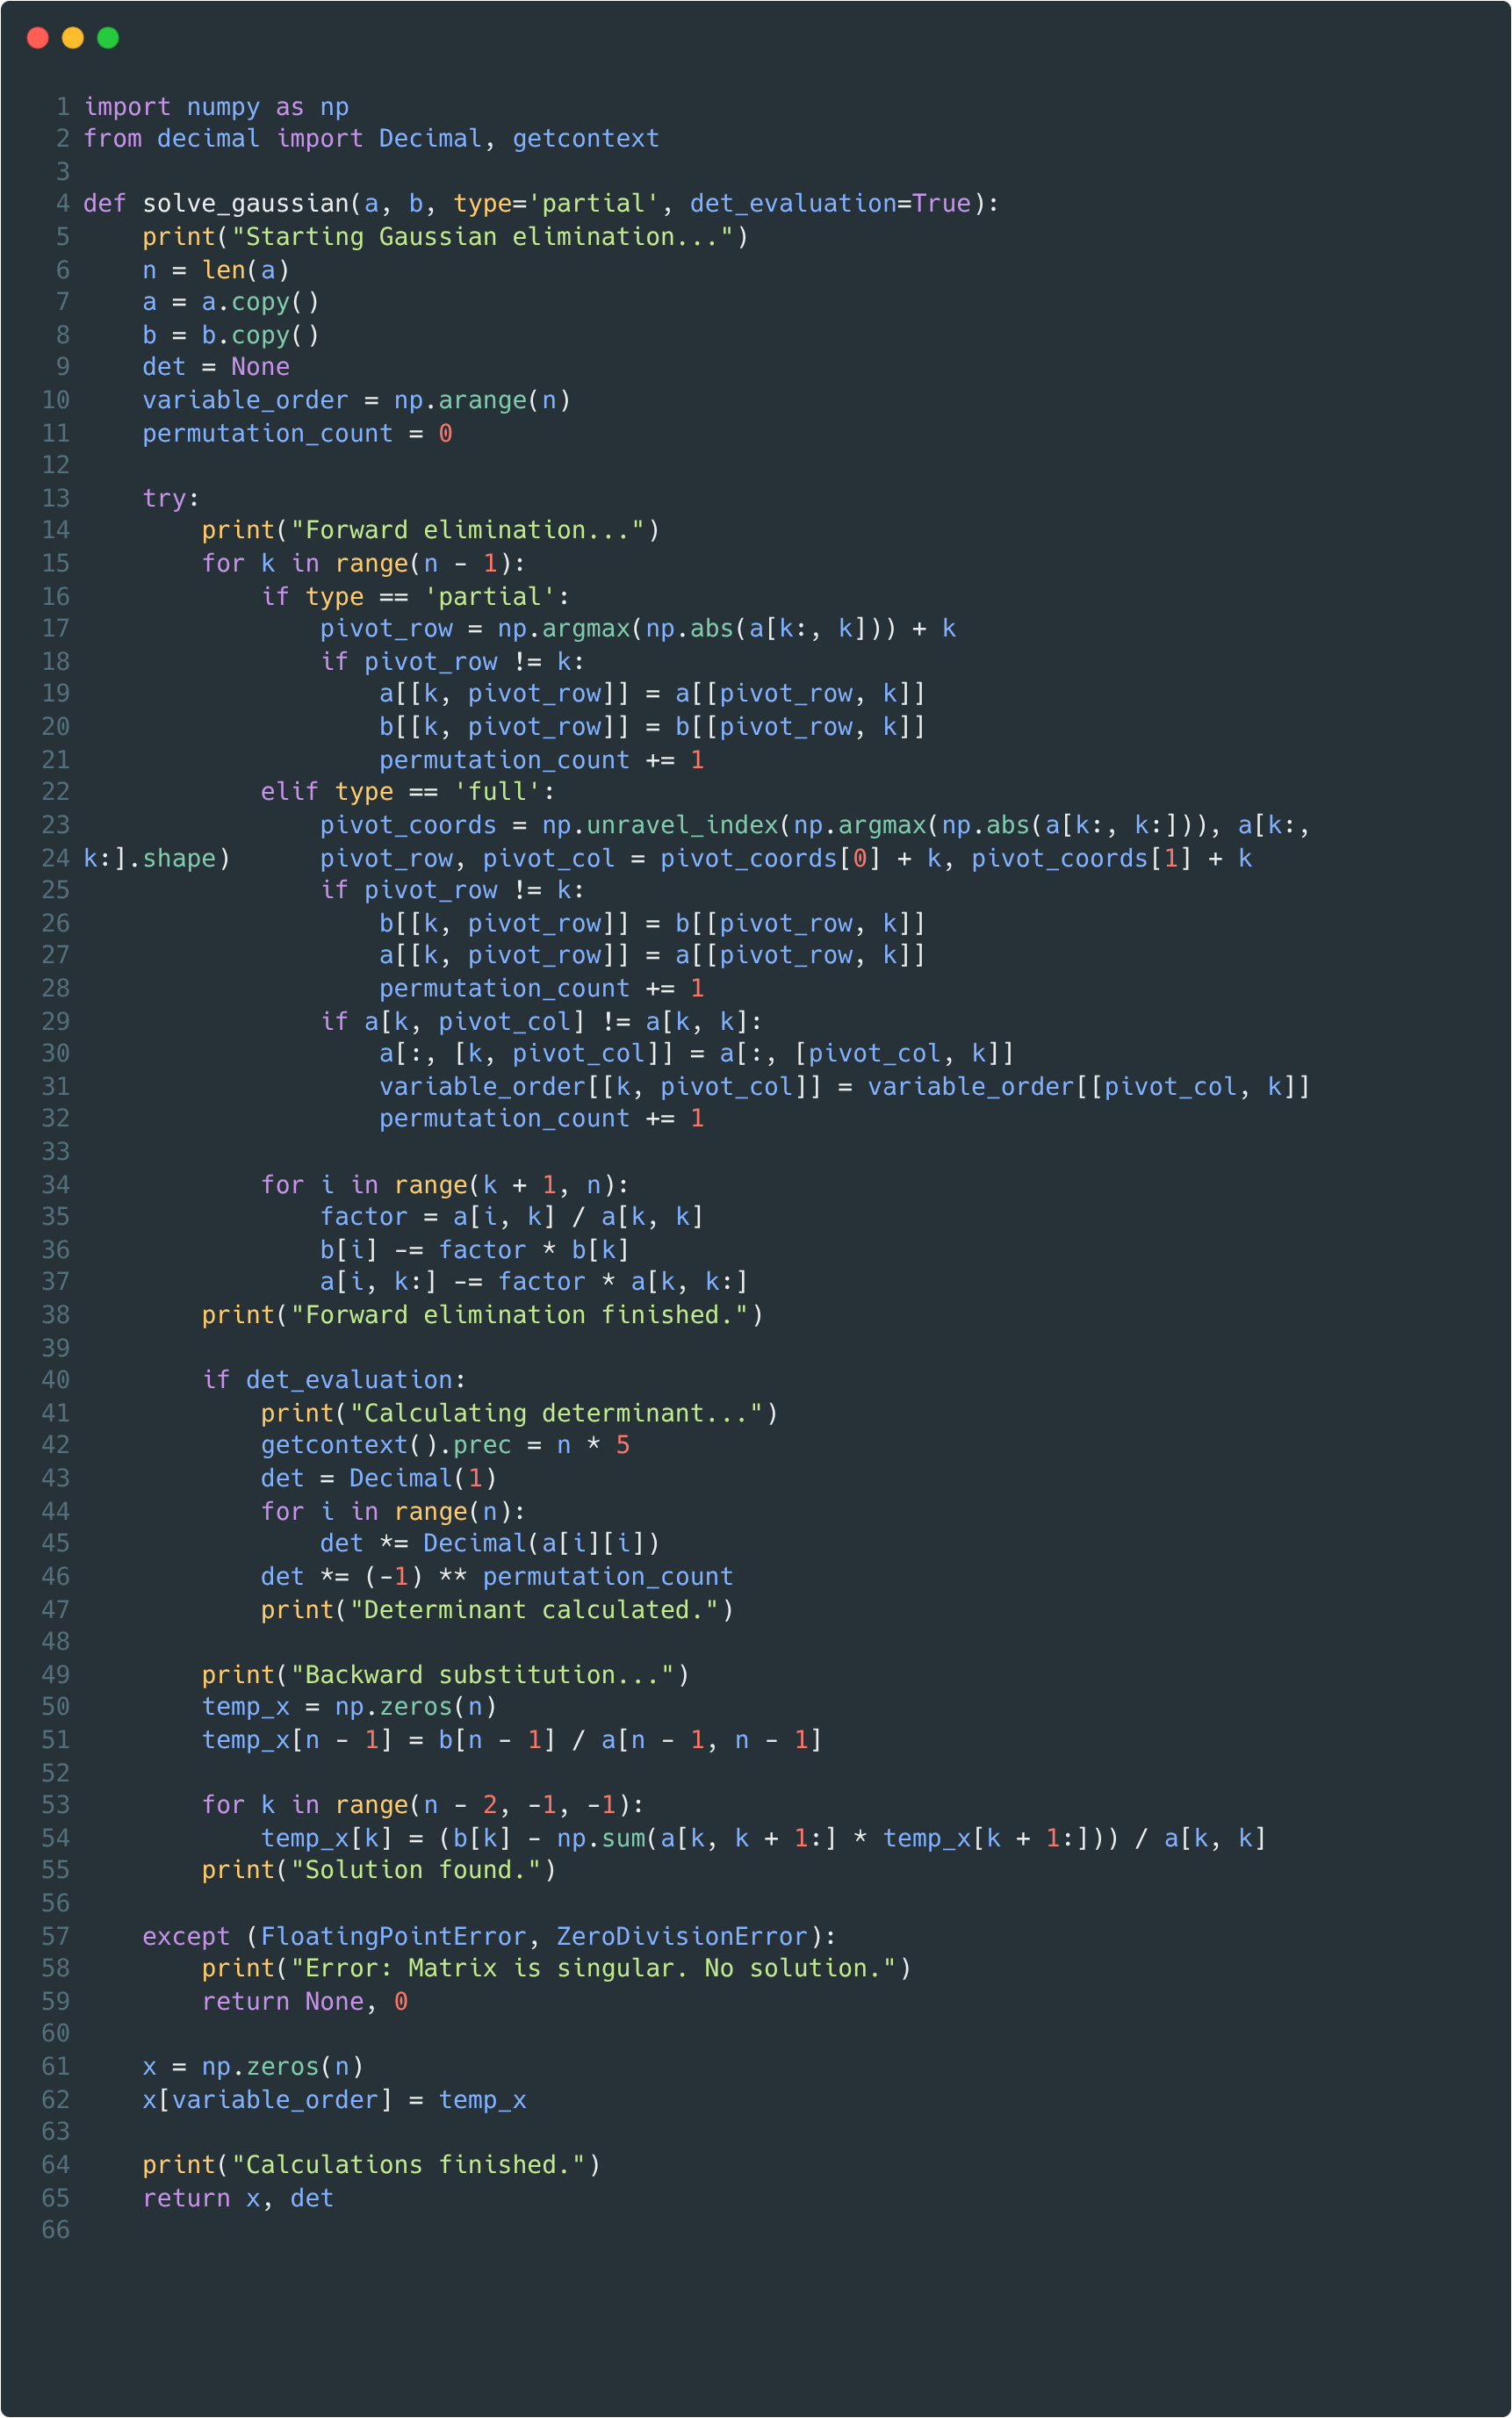 1 import numpy as np
2 from decimal import Decimal, getcontext
3
4 def solve_gaussian(a, b, type='partial', det_evaluation=True):
5     print("Starting Gaussian elimination...")
6     n = len(a)
7     a = a.copy()
8     b = b.copy()
9     det = None
10     variable_order = np.arange(n)
11     permutation_count = 0
12
13     try:
14         print("Forward elimination...")
15         for k in range(n - 1):
16             if type == 'partial':
17                 pivot_row = np.argmax(np.abs(a[k:, k])) + k
18                 if pivot_row != k:
19                     a[[k, pivot_row]] = a[[pivot_row, k]]
20                     b[[k, pivot_row]] = b[[pivot_row, k]]
21                     permutation_count += 1
22             elif type == 'full':
23                 pivot_coords = np.unravel_index(np.argmax(np.abs(a[k:, k:])), a[k:,
24 k:].shape)      pivot_row, pivot_col = pivot_coords[0] + k, pivot_coords[1] + k
25                 if pivot_row != k:
26                     b[[k, pivot_row]] = b[[pivot_row, k]]
27                     a[[k, pivot_row]] = a[[pivot_row, k]]
28                     permutation_count += 1
29                 if a[k, pivot_col] != a[k, k]:
30                     a[:, [k, pivot_col]] = a[:, [pivot_col, k]]
31                     variable_order[[k, pivot_col]] = variable_order[[pivot_col, k]]
32                     permutation_count += 1
33
34             for i in range(k + 1, n):
35                 factor = a[i, k] / a[k, k]
36                 b[i] -= factor * b[k]
37                 a[i, k:] -= factor * a[k, k:]
38         print("Forward elimination finished.")
39
40         if det_evaluation:
41             print("Calculating determinant...")
42             getcontext().prec = n * 5
43             det = Decimal(1)
44             for i in range(n):
45                 det *= Decimal(a[i][i])
46             det *= (-1) ** permutation_count
47             print("Determinant calculated.")
48
49         print("Backward substitution...")
50         temp_x = np.zeros(n)
51         temp_x[n - 1] = b[n - 1] / a[n - 1, n - 1]
52
53         for k in range(n - 2, -1, -1):
54             temp_x[k] = (b[k] - np.sum(a[k, k + 1:] * temp_x[k + 1:])) / a[k, k]
55         print("Solution found.")
56
57     except (FloatingPointError, ZeroDivisionError):
58         print("Error: Matrix is singular. No solution.")
59         return None, 0
60
61     x = np.zeros(n)
62     x[variable_order] = temp_x
63
64     print("Calculations finished.")
65     return x, det
66